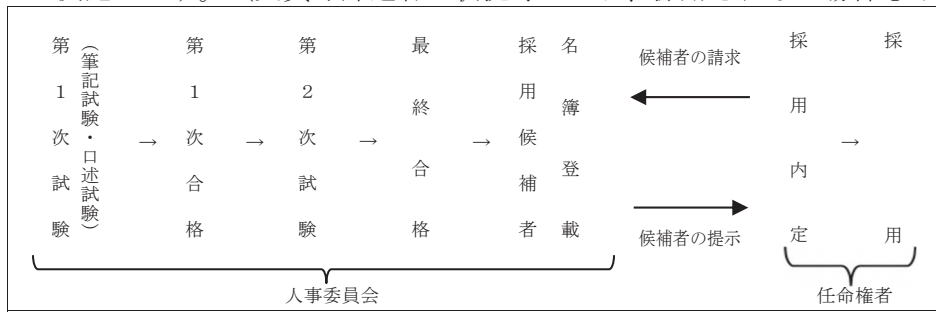 第1次試験
（筆記試験・口述試験）
→
第1次合格
→
第2次試験
→
最終合格
→
採用候補者
名簿登載
候補者の請求
候補者の提示
採用内定
→
採用
人事委員会
任命権者